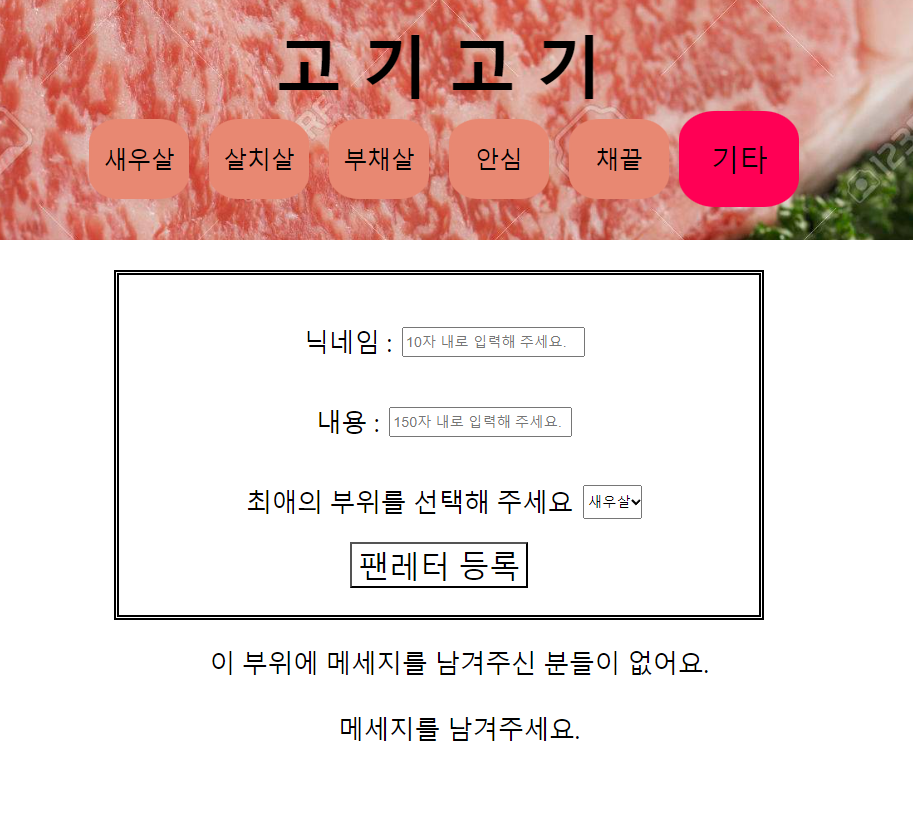 고기고기
새우살 살치살 부채살 안심 채끝 기타
닉네임 : 10자 내로 입력해 주세요.
내용 : 150자 내로 입력해 주세요.
최애의 부위를 선택해 주세요 새우살
팬레터 등록
이 부위에 메세지를 남겨주신 분들이 없어요.
메세지를 남겨주세요.